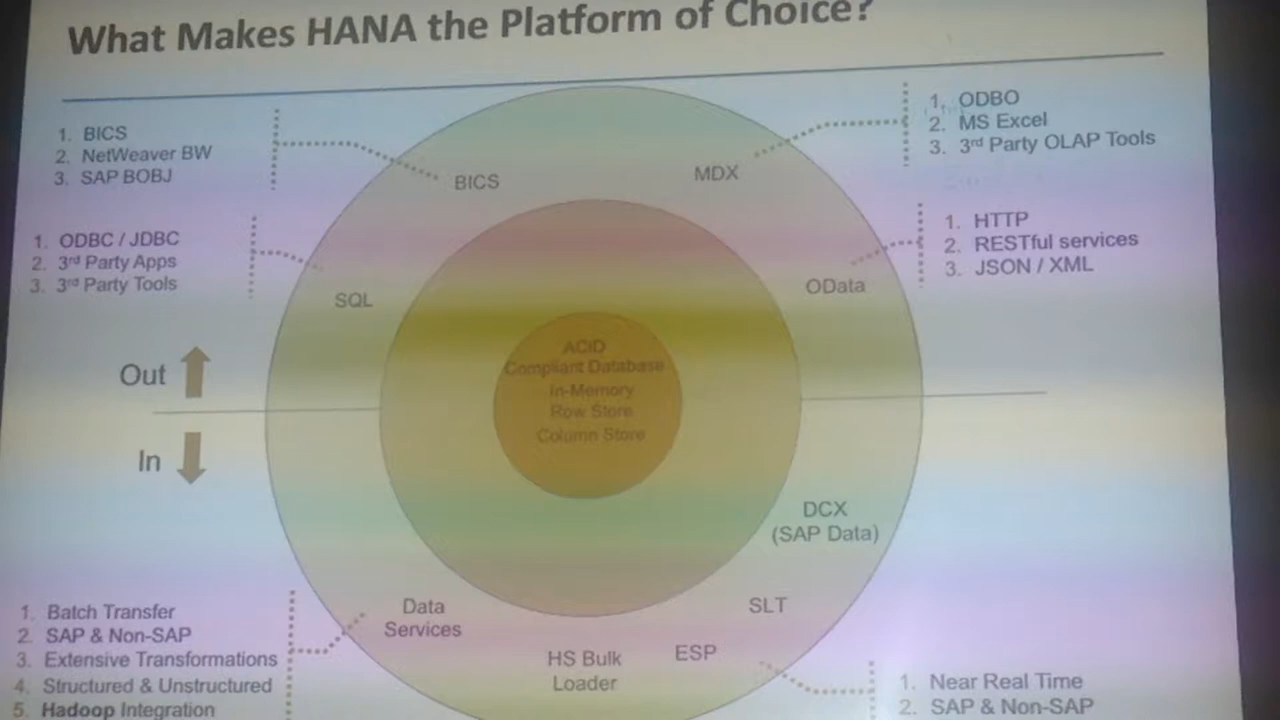 What Makes HANA the Platform of Choice?
1. BICS
2. NetWeaver BW
3. SAP BOBJ
1. ODBC / JDBC
2. 3rd Party Apps
3. 3rd Party Tools
BICS
MDX
SQL
OData
1. ODBO
2. MS Excel
3. 3rd Party OLAP Tools
1. HTTP
2. RESTful services
3. JSON / XML
Out
In
ACID
Compliant Database
In-Memory
Row Store
Column Store
DCX
(SAP Data)
SLT
ESP
HS Bulk
Loader
Data
Services
1. Batch Transfer
2. SAP & Non-SAP
3. Extensive Transformations
4. Structured & Unstructured
5. Hadoop Integration
1. Near Real Time
2. SAP & Non-SAP